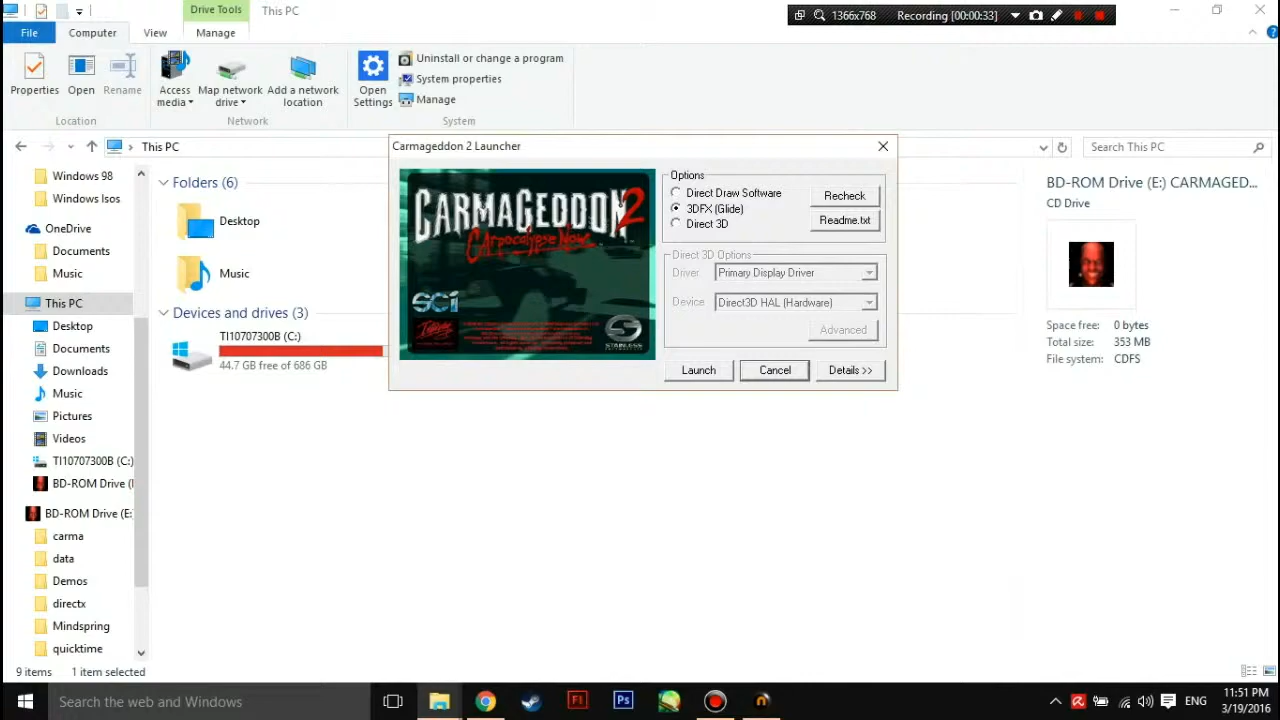 Drive Tools
This PC
1366x768
Recording [00:00:33]
File
Computer
View
Manage
Properties
Open
Rename
Access media
Map network drive
Add a network location
Open Settings
Uninstall or change a program
System properties
Manage
Location
Network
System
This PC
Search This PC
Windows 98
Windows Isos
OneDrive
Documents
Music
This PC
Desktop
Documents
Downloads
Music
Pictures
Videos
TI10707300B (C:)
BD-ROM Drive (
BD-ROM Drive (E:
carma
data
Demos
directx
Mindspring
quicktime
Folders (6)
Desktop
Music
Devices and drives (3)
TI10707300B (C:)
44.7 GB free of 686 GB
Carmageddon 2 Launcher
CARMAGEDDON 2
CARpocalypse Now
SCi
STAINLESS
Options
Direct Draw Software
3DFX (Glide)
Direct 3D
Recheck
Readme.txt
Direct 3D Options
Driver
Primary Display Driver
Device
Direct3D HAL (Hardware)
Advanced
Launch
Cancel
Details >>
BD-ROM Drive (E:) CARMAGED...
CD Drive
Space free: 0 bytes
Total size: 353 MB
File system: CDFS
9 items
1 item selected
Search the web and Windows
Fl
Ps
ENG
11:51 PM
3/19/2016